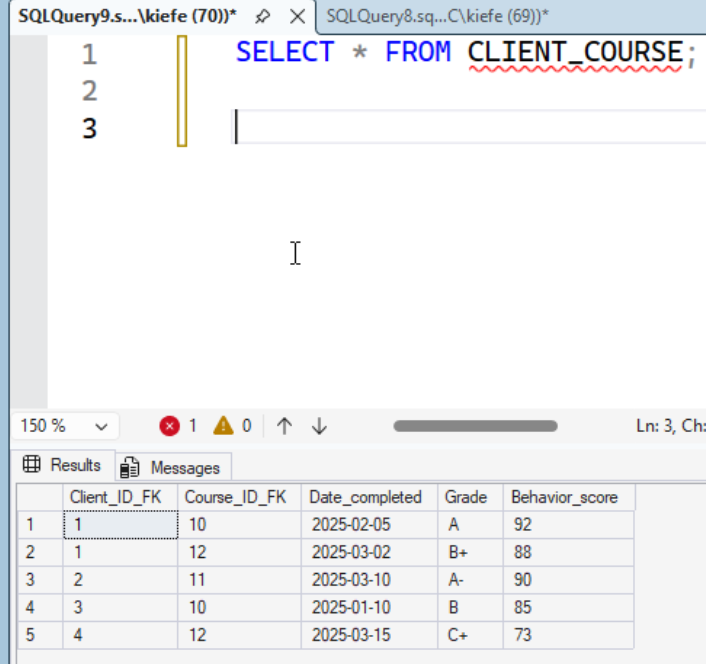 SQLQuery9.s...\kiefe (70))* SQLQuery8.sq...C\kiefe (69))*
1 SELECT * FROM CLIENT_COURSE;
2
3
150 % 1 0 Ln: 3, Ch:
Results Messages
Client_ID_FK Course_ID_FK Date_completed Grade Behavior_score
1 1 10 2025-02-05 A 92
2 1 12 2025-03-02 B+ 88
3 2 11 2025-03-10 A- 90
4 3 10 2025-01-10 B 85
5 4 12 2025-03-15 C+ 73